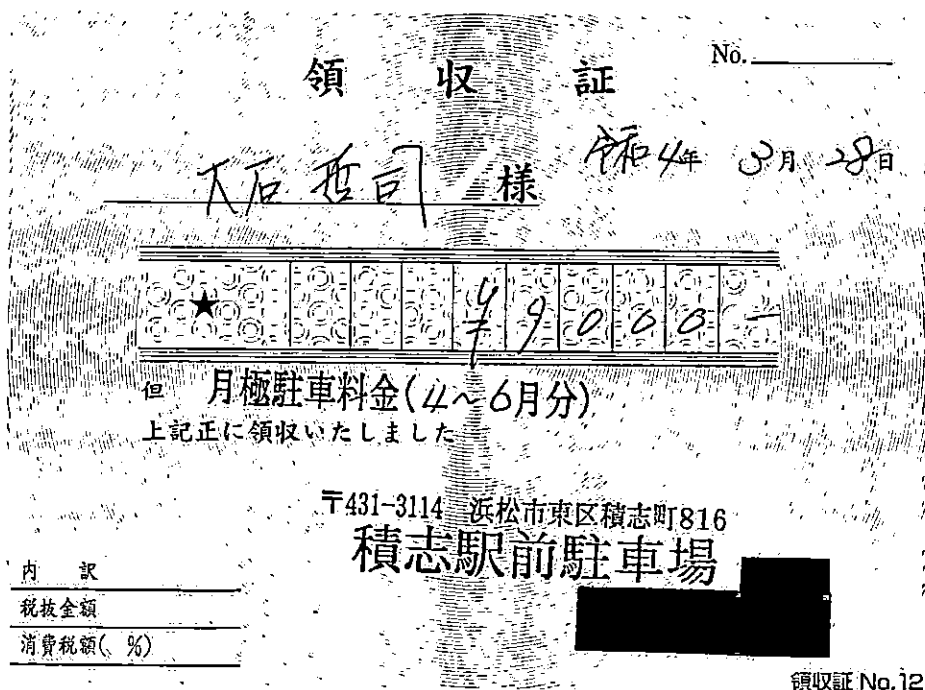 No.
領収証
令和4年 3月 28日
大石哲司 様
★ ¥9000-
但 月極駐車料金(4~6月分)
上記正に領収いたしました
〒431-3114 浜松市東区積志町816
積志駅前駐車場
内訳
税抜金額
消費税額( %)
領収証 No.12